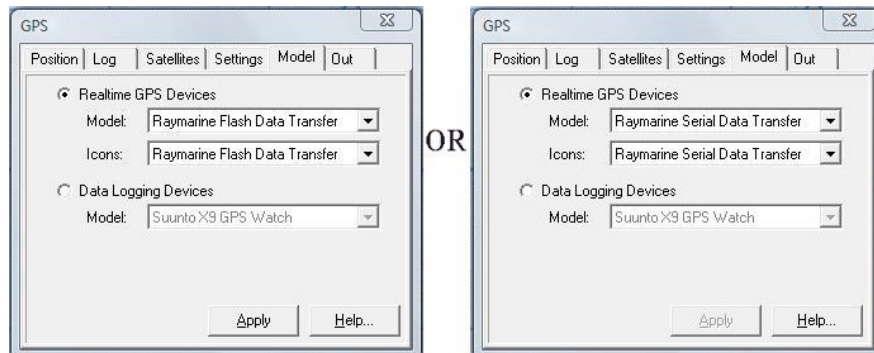 GPS
Position Log Satellites Settings Model Out
Realtime GPS Devices
Model: Raymarine Flash Data Transfer
Icons: Raymarine Flash Data Transfer
Data Logging Devices
Model: Suunto X9 GPS Watch
Apply Help...
OR
GPS
Position Log Satellites Settings Model Out
Realtime GPS Devices
Model: Raymarine Serial Data Transfer
Icons: Raymarine Serial Data Transfer
Data Logging Devices
Model: Suunto X9 GPS Watch
Apply Help...